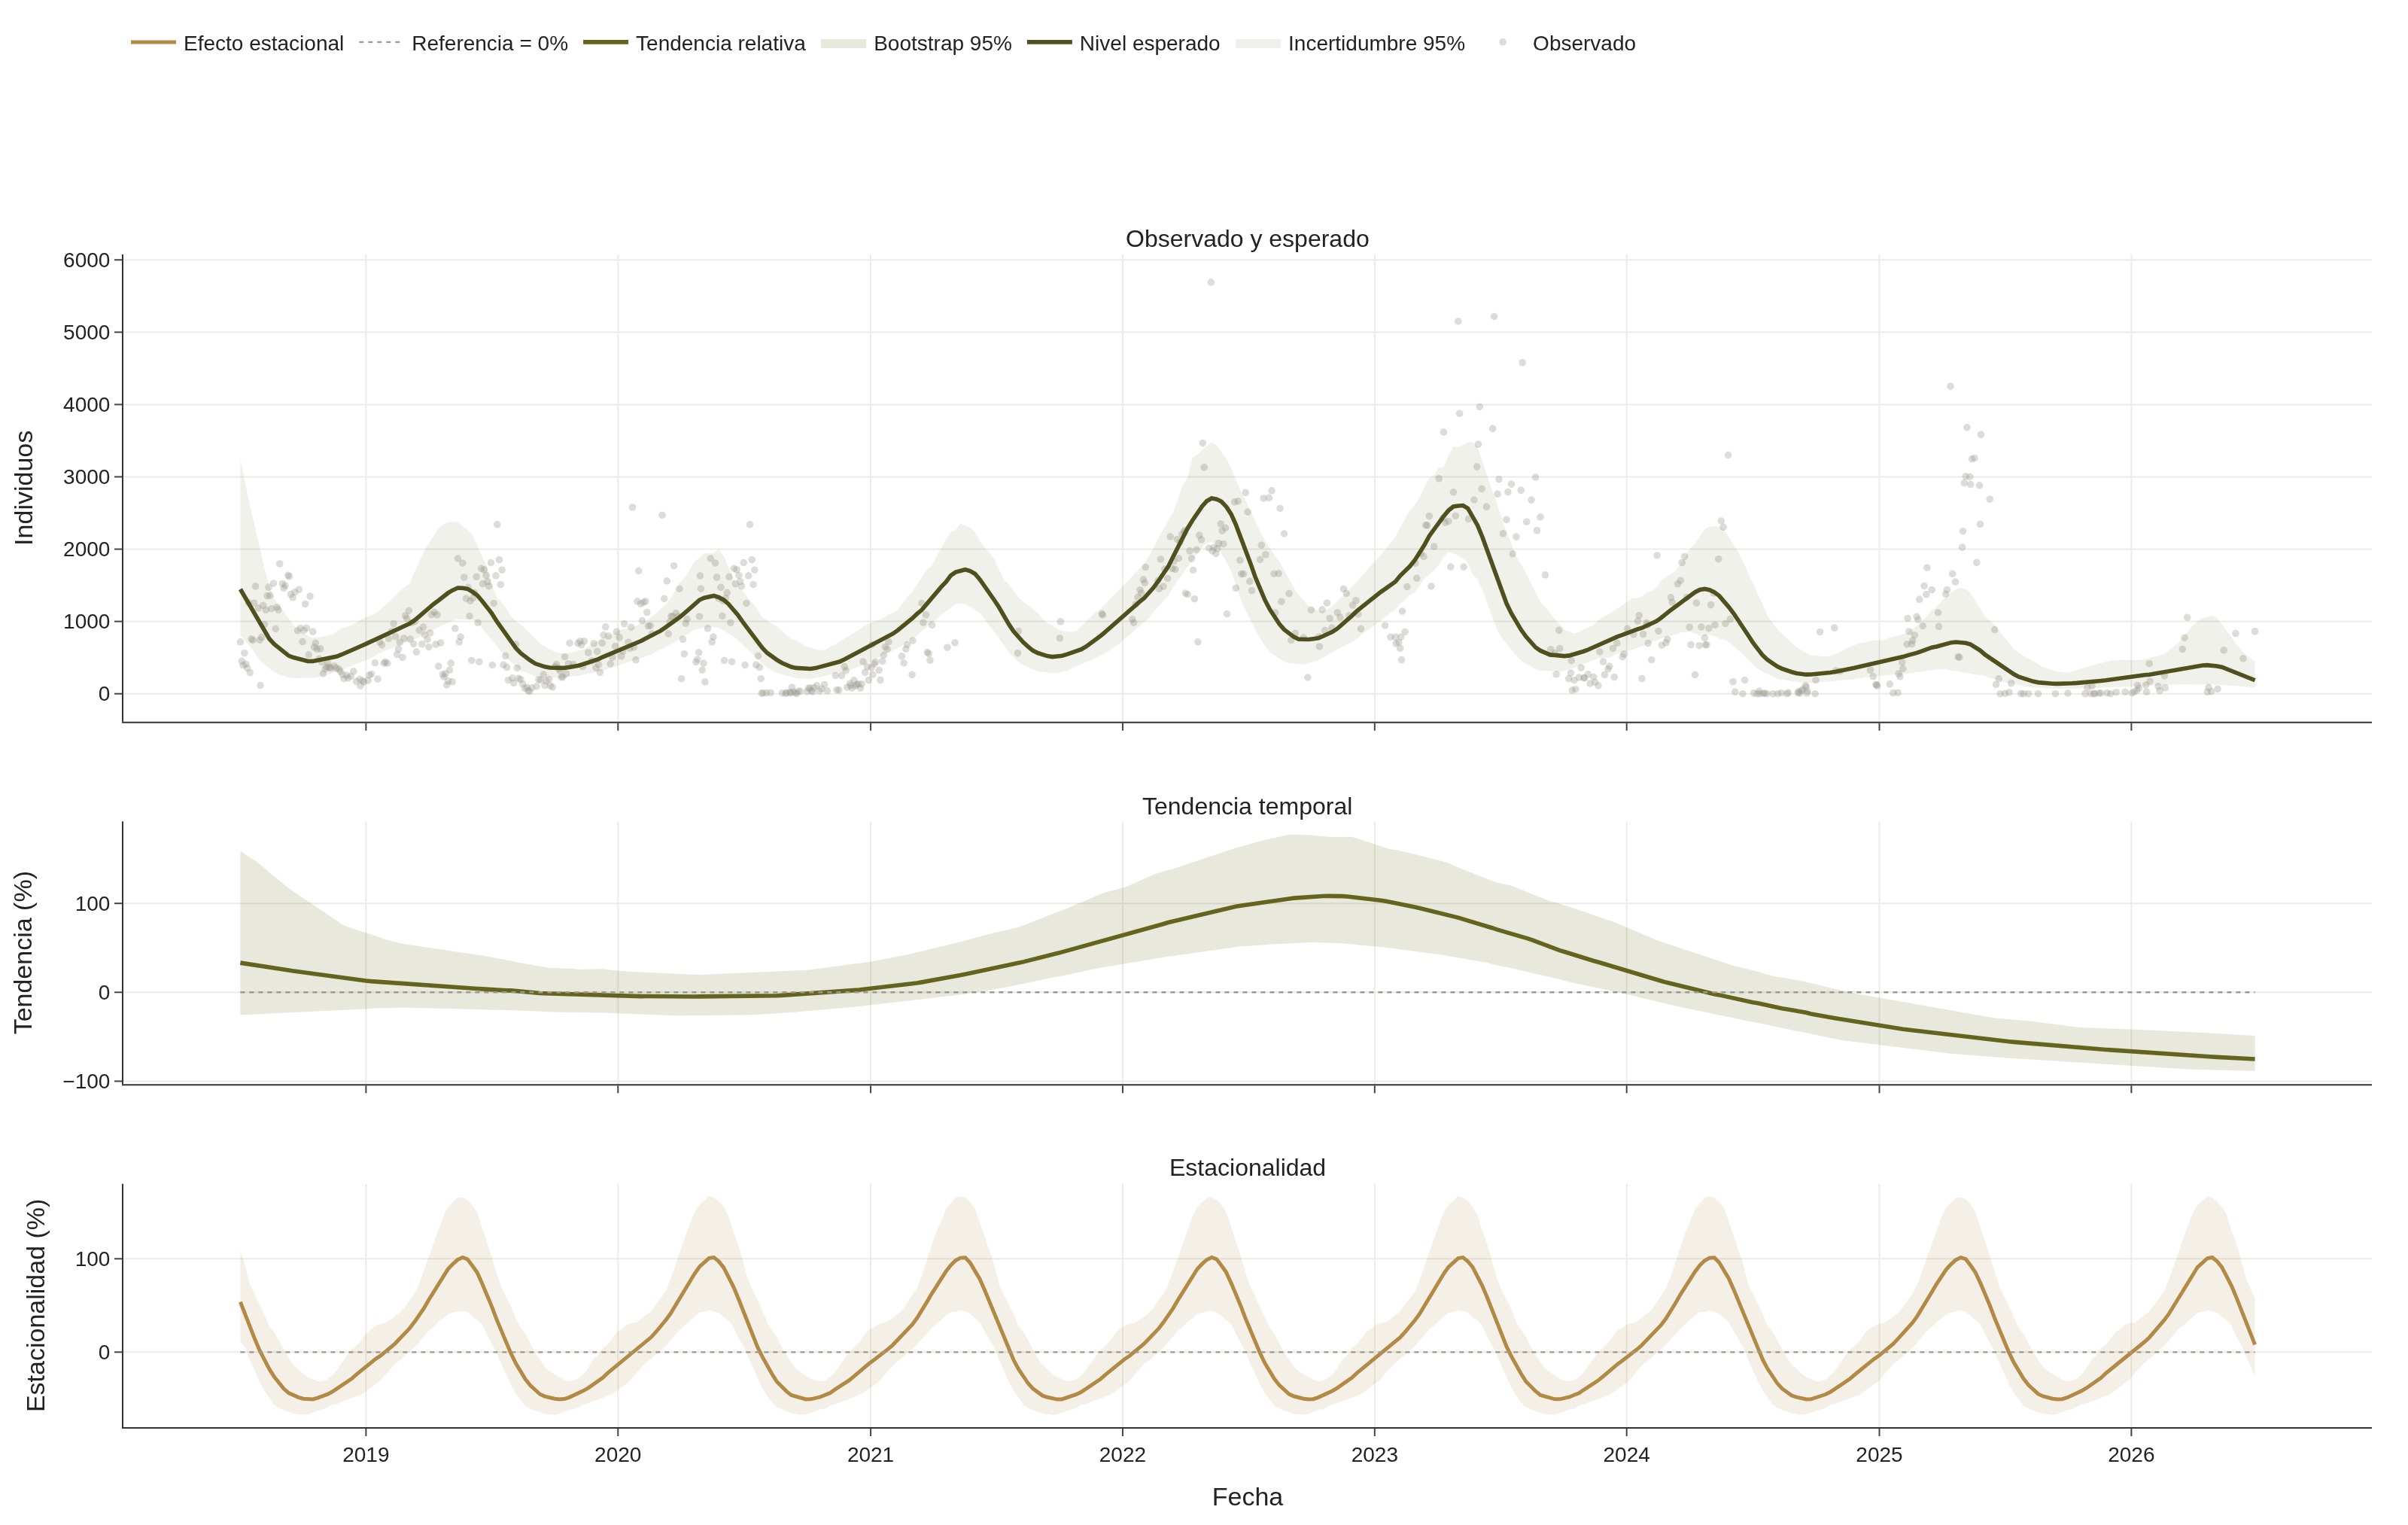 Efecto estacional Referencia = 0% Tendencia relativa Bootstrap 95% Nivel esperado Incertidumbre 95% Observado
Observado y esperado
Individuos
6000
5000
4000
3000
2000
1000
0
Tendencia temporal
Tendencia (%)
100
0
−100
Estacionalidad
Estacionalidad (%)
100
0
2019 2020 2021 2022 2023 2024 2025 2026
Fecha